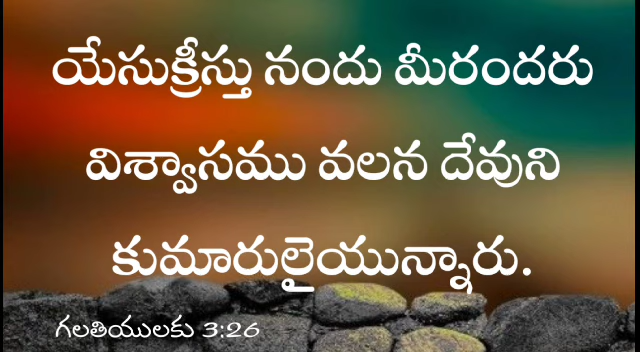 యేసుక్రీస్తు నందు మీరందరు
విశ్వాసము వలన దేవుని
కుమారులైయున్నారు.
గలతియులకు 3:26